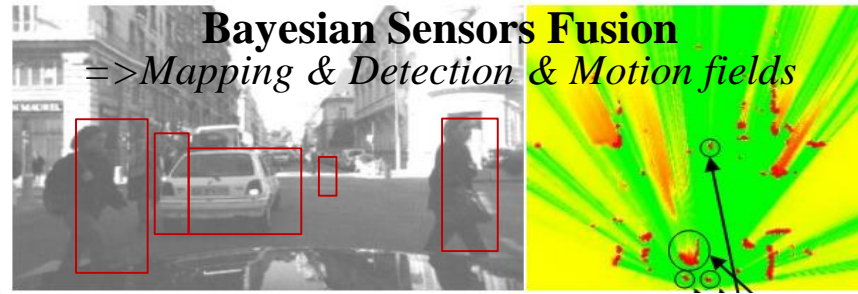 Bayesian Sensors Fusion
=>Mapping & Detection & Motion fields